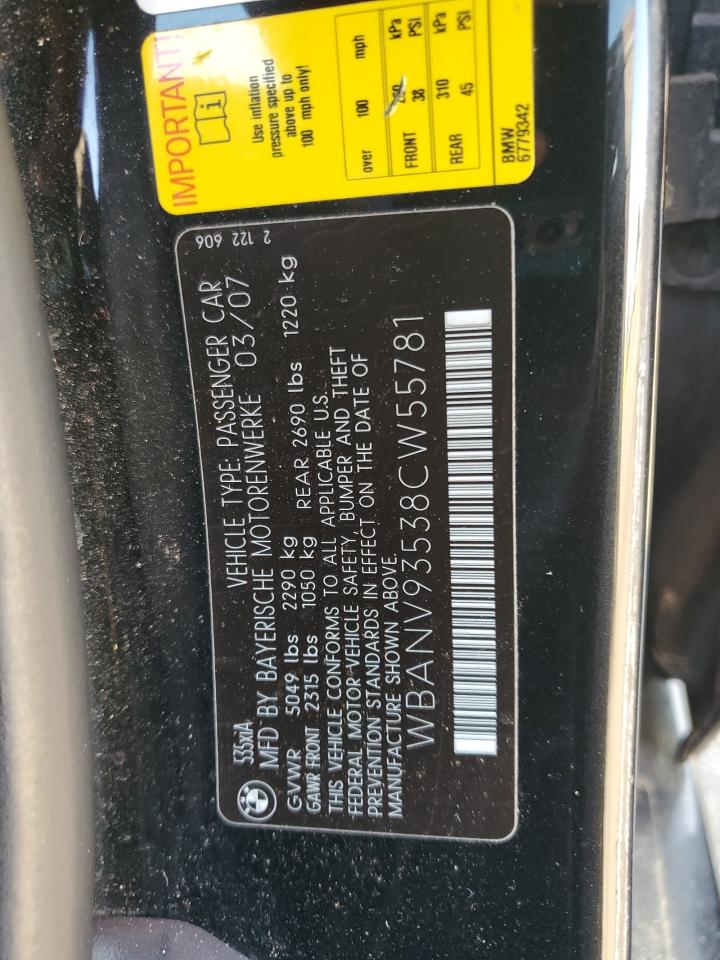 535xiA VEHICLE TYPE: PASSENGER CAR 2 122 606
MFD BY BAYERISCHE MOTORENWERKE 03/07
GVWR 5049 lbs 2290 kg
GAWR FRONT 2315 lbs 1050 kg REAR 2690 lbs 1220 kg
THIS VEHICLE CONFORMS TO ALL APPLICABLE U.S.
FEDERAL MOTOR VEHICLE SAFETY, BUMPER AND THEFT
PREVENTION STANDARDS IN EFFECT ON THE DATE OF
MANUFACTURE SHOWN ABOVE.
WBANV93538CW55781
IMPORTANT!
Use inflation
pressure specified
above up to
100 mph only!
over 100 mph
FRONT kPa
38 PSI
REAR 310 kPa
45 PSI
BMW
6779342